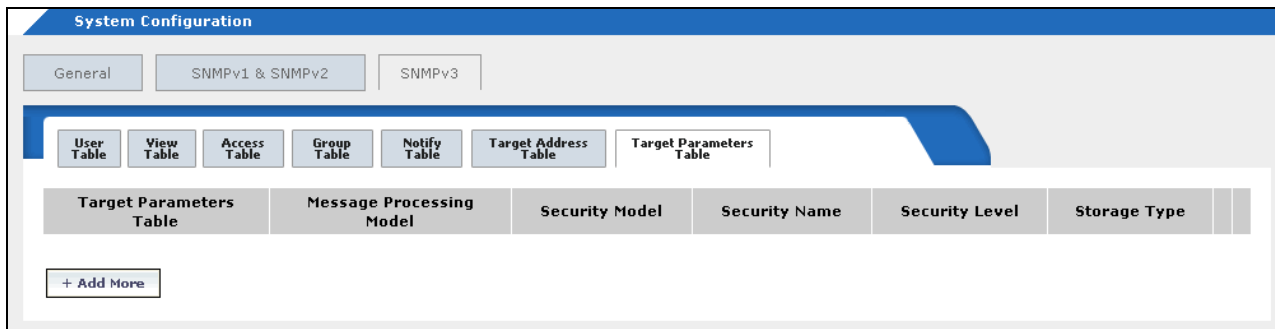 System Configuration
General
SNMPv1 & SNMPv2
SNMPv3
User
Table
View
Table
Access
Table
Group
Table
Notify
Table
Target Address
Table
Target Parameters
Table
Target Parameters
Table
Message Processing
Model
Security Model
Security Name
Security Level
Storage Type
+ Add More